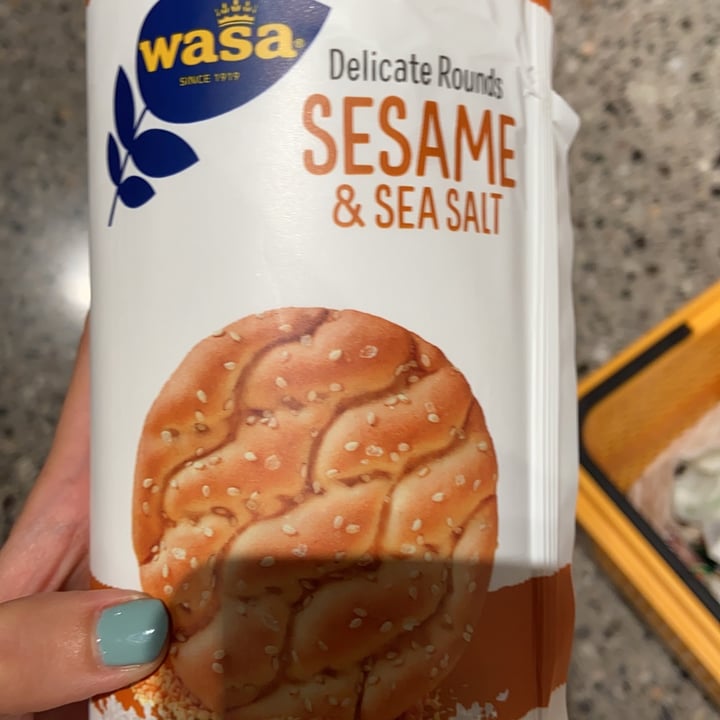 wasa®
SINCE 1919
Delicate Rounds
SESAME
& SEA SALT